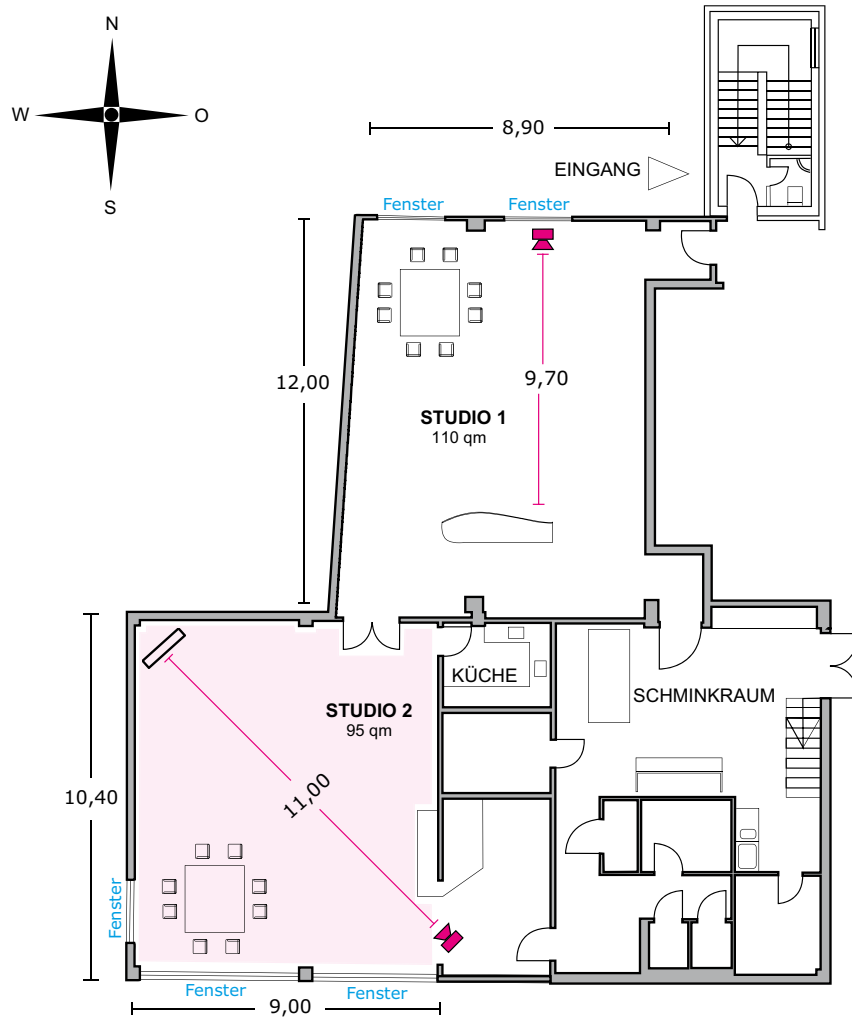 N
W
O
S
8,90
EINGANG
Fenster
Fenster
12,00
9,70
STUDIO 1
110 qm
KÜCHE
SCHMINKRAUM
STUDIO 2
95 qm
10,40
11,00
Fenster
Fenster
Fenster
9,00